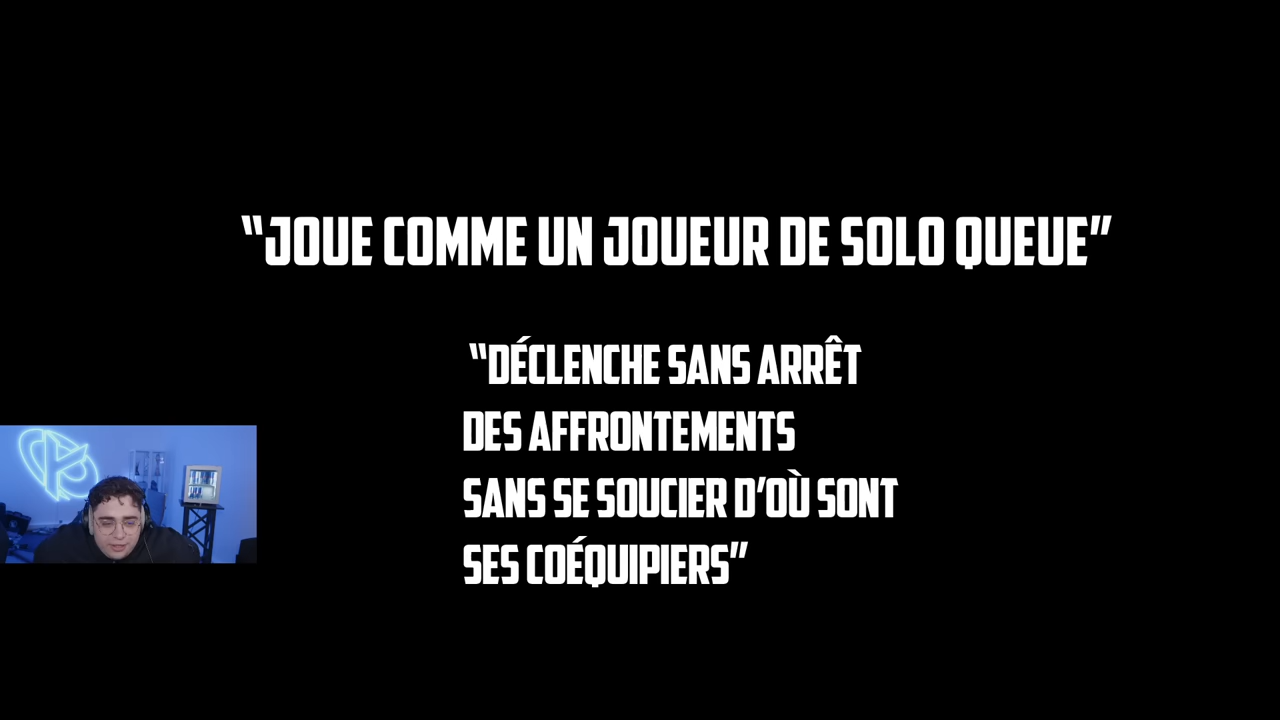 “JOUE COMME UN JOUEUR DE SOLO QUEUE”
“DÉCLENCHE SANS ARRÊT
DES AFFRONTEMENTS
SANS SE SOUCIER D’OÙ SONT
SES COÉQUIPIERS”